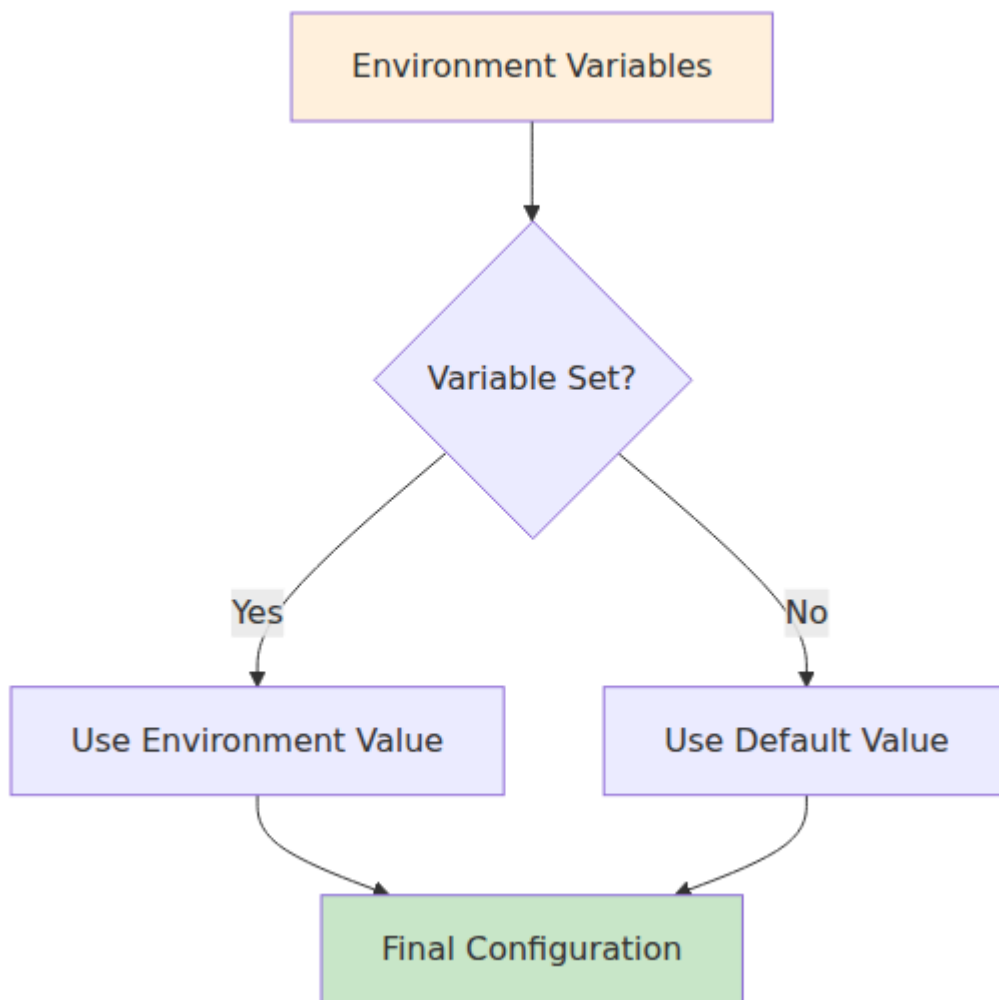 Environment Variables
Variable Set?
Yes
No
Use Environment Value
Use Default Value
Final Configuration